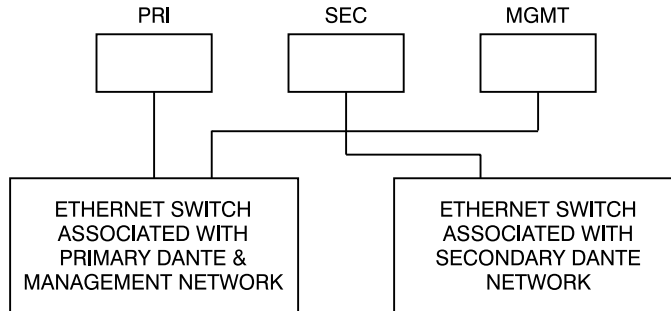 PRI
SEC
MGMT
ETHERNET SWITCH
ASSOCIATED WITH
PRIMARY DANTE &
MANAGEMENT NETWORK
ETHERNET SWITCH
ASSOCIATED WITH
SECONDARY DANTE
NETWORK